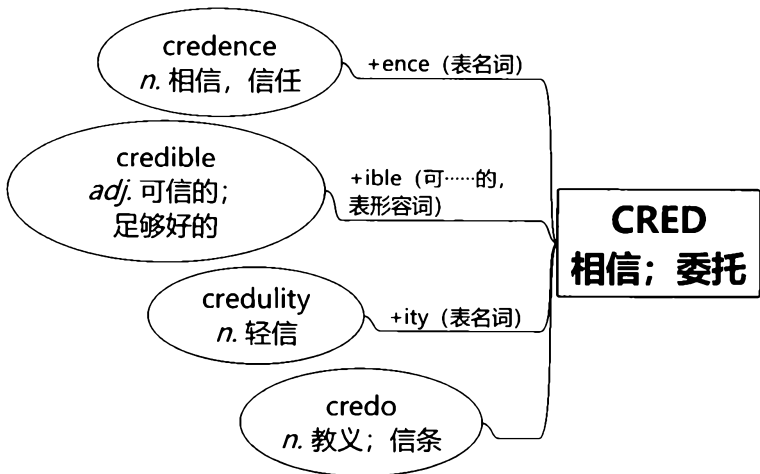 credence
n. 相信，信任
+ence（表名词）
credible
adj. 可信的；
足够好的
+ible（可……的，
表形容词）
CRED
相信；委托
credulity
n. 轻信
+ity（表名词）
credo
n. 教义；信条